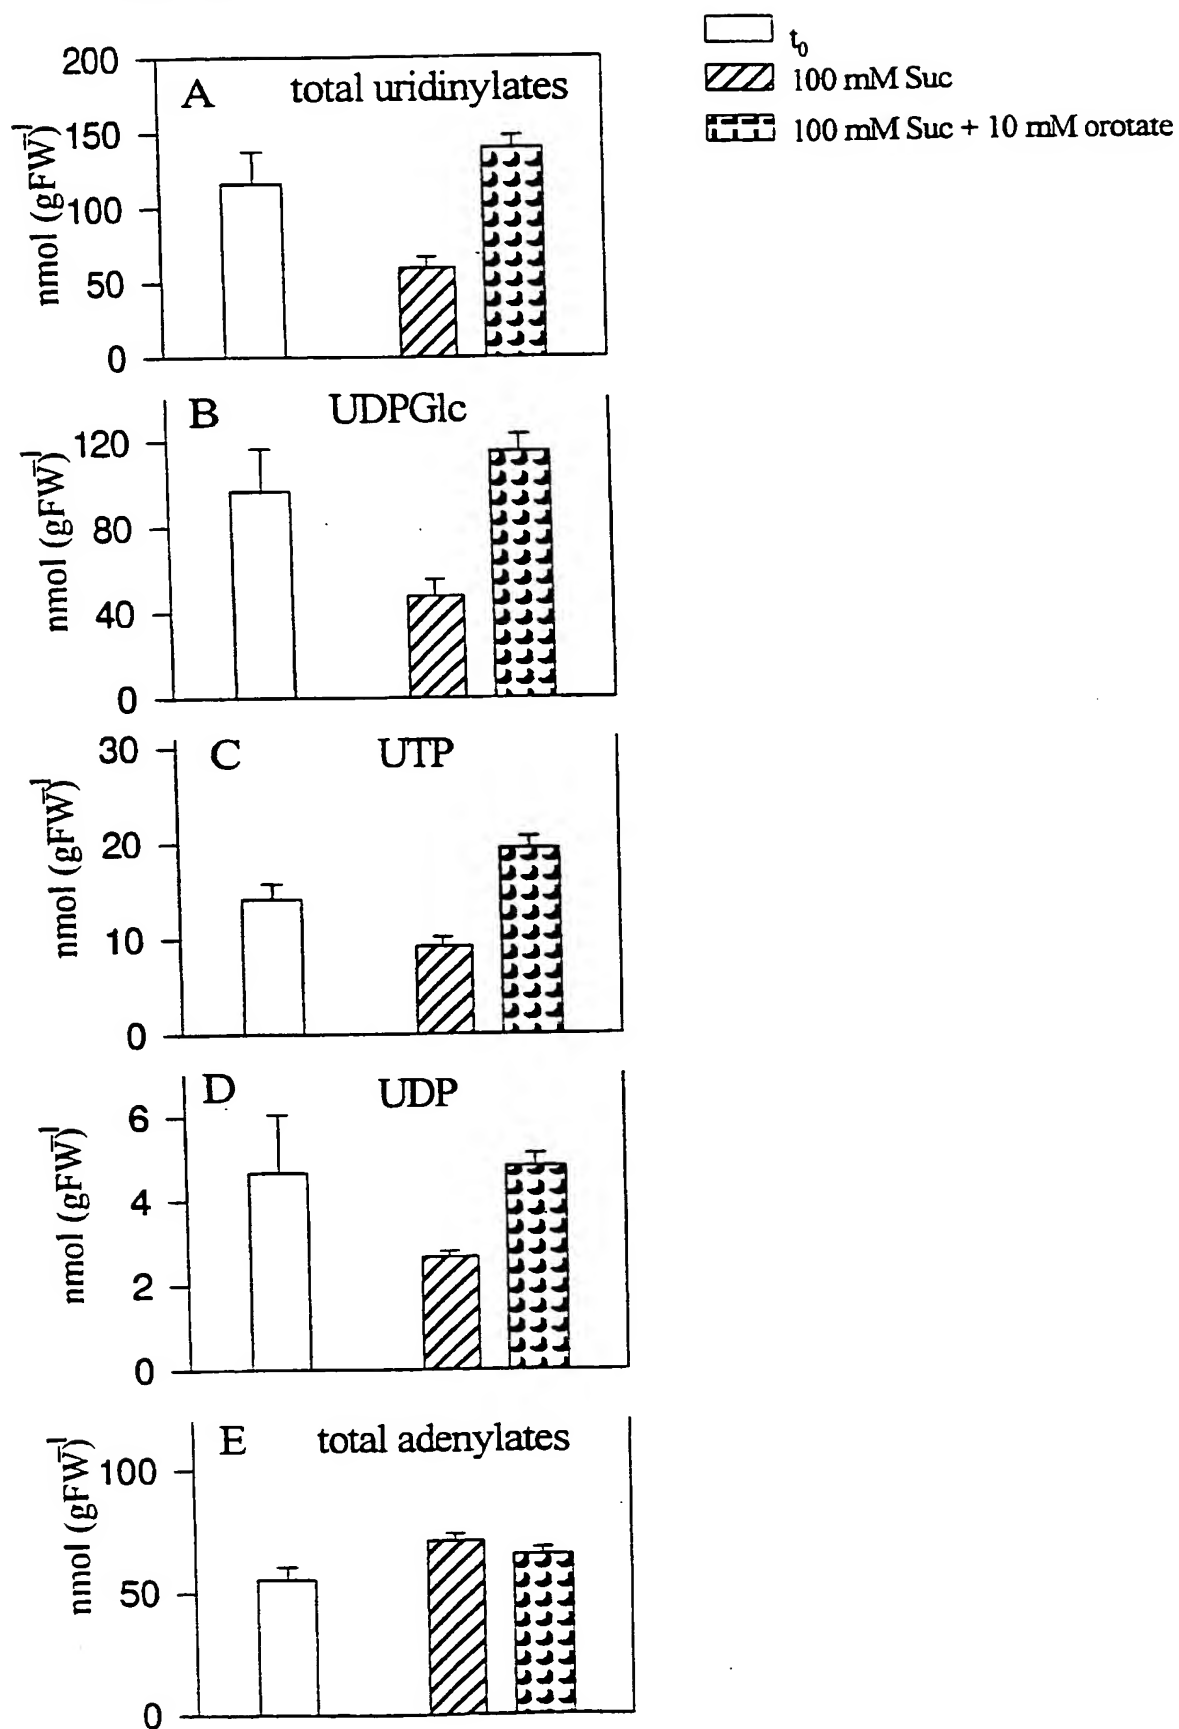 t0
100 mM Suc
100 mM Suc + 10 mM orotate
A total uridinylates
nmol (gFW)-1
200
150
100
50
0
B UDPGlc
nmol (gFW)-1
120
80
40
0
C UTP
nmol (gFW)-1
30
20
10
0
D UDP
nmol (gFW)-1
6
4
2
0
E total adenylates
nmol (gFW)-1
100
50
0